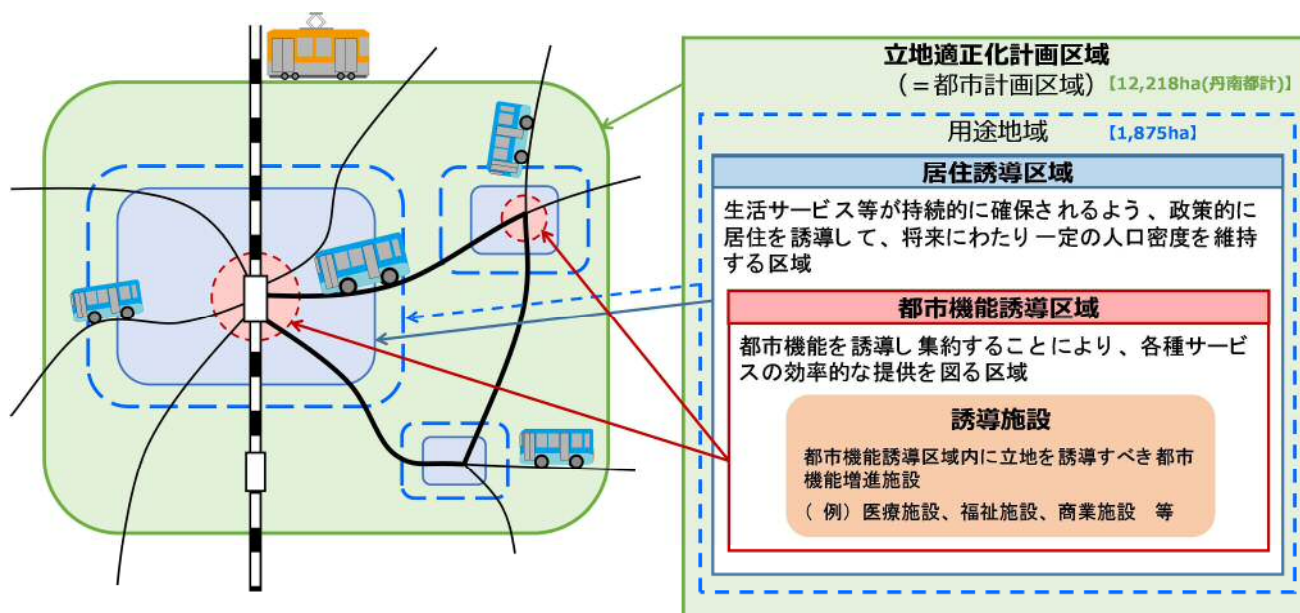 立地適正化計画区域
（＝都市計画区域）【12,218ha(丹南都計)】
用途地域 【1,875ha】
居住誘導区域
生活サービス等が持続的に確保されるよう、政策的に
居住を誘導して、将来にわたり一定の人口密度を維持
する区域
都市機能誘導区域
都市機能を誘導し集約することにより、各種サービ
スの効率的な提供を図る区域
誘導施設
都市機能誘導区域内に立地を誘導すべき都市
機能増進施設
（例）医療施設、福祉施設、商業施設 等